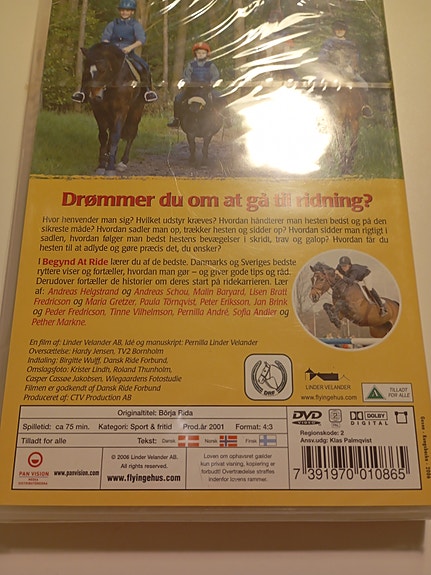 Drømmer du om at gå til ridning?
Hvor henvender man sig? Hvilket udstyr kræves? Hvordan håndterer man hesten bedst og på den
sikreste måde? Hvordan sadler man op, trækker hesten og sidder op? Hvordan sidder man rigtigt i
sadlen, hvordan følger man bedst hestens bevægelser i skridt, trav og galop? Hvordan får du
hesten til at adlyde og gøre præcis det, du ønsker?
I Begynd At Ride lærer du af de bedste. Danmarks og Sveriges bedste
ryttere viser og fortæller, hvordan man gør – og giver gode tips og råd.
Derudover fortæller de historier om deres start på ridekarrieren. Lær
af: Andreas Helgstrand og Andreas Schou, Malin Baryard, Lisen Bratt
Fredricson og Maria Gretzer, Paula Törnqvist, Peter Eriksson, Jan Brink
og Peder Fredricson, Tinne Vilhelmson, Pernilla André, Sofia Andler og
Pether Markne.
En film af: Linder Velander AB. Idé og manuskript: Pernilla Linder Velander
Oversættelse: Hardy Jensen, TV2 Bornholm
Indtaling: Birgitte Wulff, Dansk Ride Forbund.
Omslagsfoto: Krister Lindh, Roland Thunholm,
Casper Cassøe Jakobsen, Wiegaardens Fotostudie
Filmen er godkendt af Dansk Ride Forbund
Produceret af: CTV Production AB
DRF
LINDER VELANDER
www.flyinghus.com
TILLADT FOR
ALLE
Originaltitel: Börja Rida
Spilletid: ca 75 min. Kategori: Sport & fritid Prod.år 2001 Format: 4:3
Tilladt for alle Tekst: Dansk Norsk Finsk
PAN VISION
www.panvision.com
© 2006 Linder Velander AB.
All rights reserved.
www.flyingehus.com
Loven om ophavsret gælder
kun privat visning, kopiering er
forbudt! Overtrædelse straffes
indenfor lovens rammer.
DVD
VIDEO
2
DOLBY
DIGITAL
Regionskode: 2
Ansv.udg: Klas Palmqvist
7 391970 010865